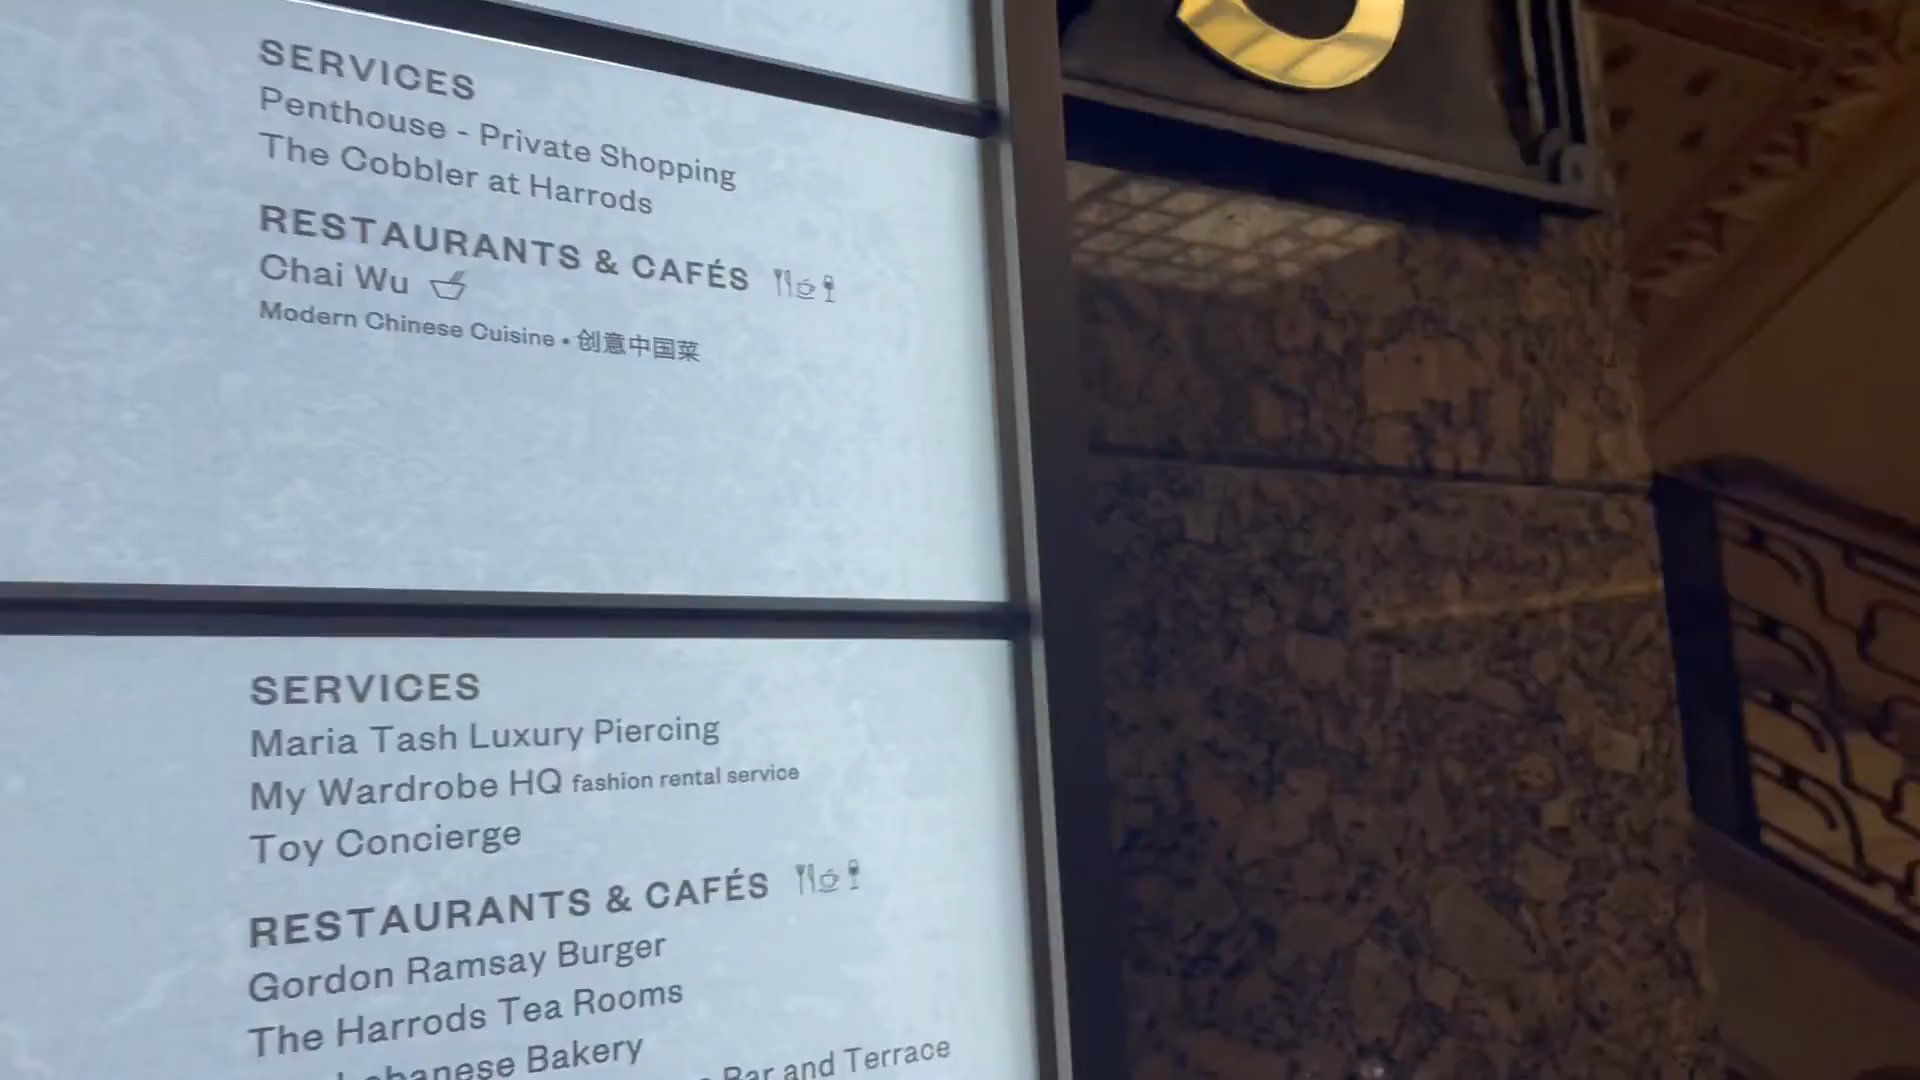 SERVICES
Penthouse - Private Shopping
The Cobbler at Harrods
RESTAURANTS & CAFÉS
Chai Wu
Modern Chinese Cuisine • 创意中国菜
SERVICES
Maria Tash Luxury Piercing
My Wardrobe HQ fashion rental service
Toy Concierge
RESTAURANTS & CAFÉS
Gordon Ramsay Burger
The Harrods Tea Rooms
Lebanese Bakery
Bar and Terrace